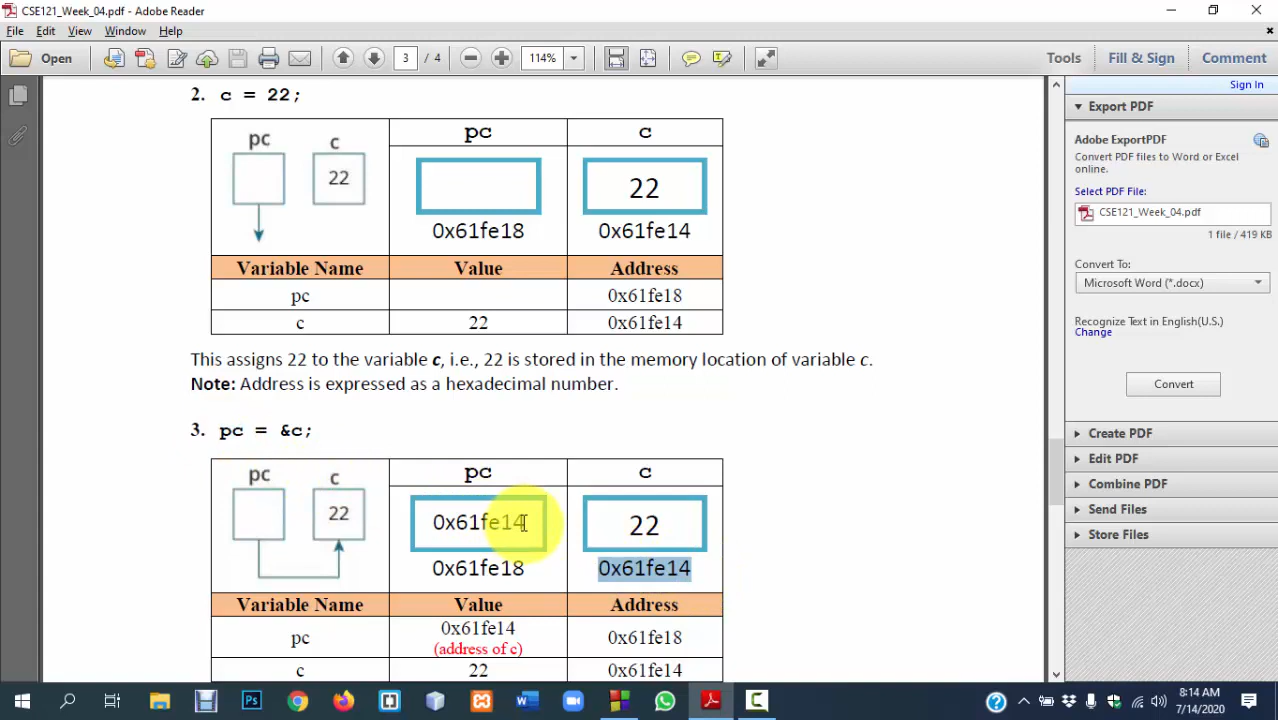 CSE121_Week_04.pdf - Adobe Reader
File Edit View Window Help
Open 3 / 4 114% Tools Fill & Sign Comment
Sign In
Export PDF
Adobe ExportPDF
Convert PDF files to Word or Excel online.
Select PDF File:
CSE121_Week_04.pdf
1 file / 419 KB
Convert To:
Microsoft Word (*.docx)
Recognize Text in English(U.S.)
Change
Convert
Create PDF
Edit PDF
Combine PDF
Send Files
Store Files
2. c = 22;
pc c pc c
22 22
0x61fe18 0x61fe14
Variable Name Value Address
pc 0x61fe18
c 22 0x61fe14
This assigns 22 to the variable c, i.e., 22 is stored in the memory location of variable c.
Note: Address is expressed as a hexadecimal number.
3. pc = &c;
pc c pc c
22 0x61fe14 22
0x61fe18 0x61fe14
Variable Name Value Address
pc 0x61fe14 0x61fe18
(address of c)
c 22 0x61fe14
8:14 AM
7/14/2020